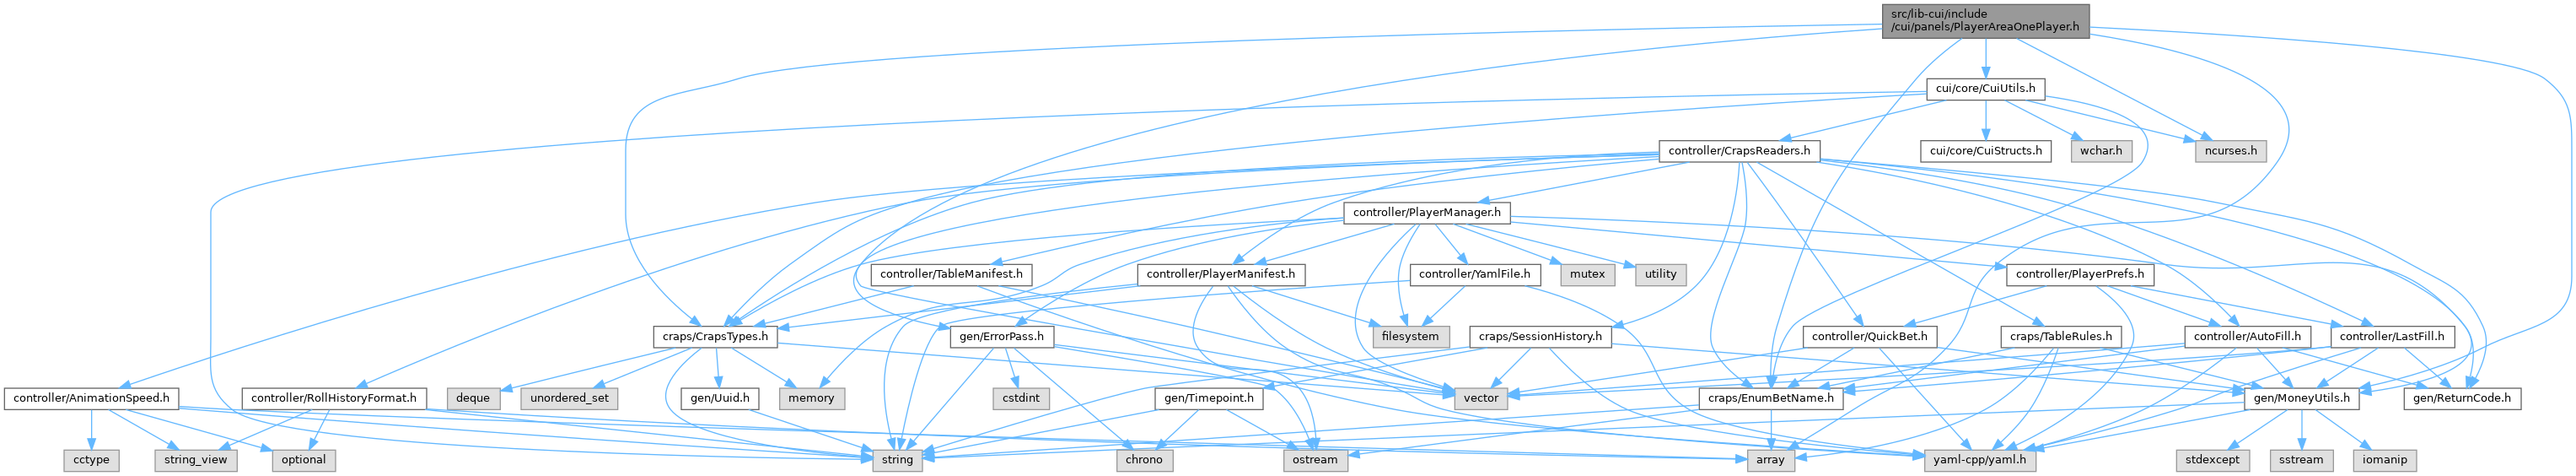 src/lib-cui/include
/cui/panels/PlayerAreaOnePlayer.h
cui/core/CuiUtils.h
controller/CrapsReaders.h
cui/core/CuiStructs.h
wchar.h
ncurses.h
controller/PlayerManager.h
controller/TableManifest.h
controller/PlayerManifest.h
controller/YamlFile.h
mutex
utility
controller/PlayerPrefs.h
craps/CrapsTypes.h
gen/ErrorPass.h
filesystem
craps/SessionHistory.h
controller/QuickBet.h
craps/TableRules.h
controller/AutoFill.h
controller/LastFill.h
controller/AnimationSpeed.h
controller/RollHistoryFormat.h
deque
unordered_set
gen/Uuid.h
memory
cstdint
gen/Timepoint.h
vector
craps/EnumBetName.h
gen/MoneyUtils.h
gen/ReturnCode.h
cctype
string_view
optional
string
chrono
ostream
array
yaml-cpp/yaml.h
stdexcept
sstream
iomanip